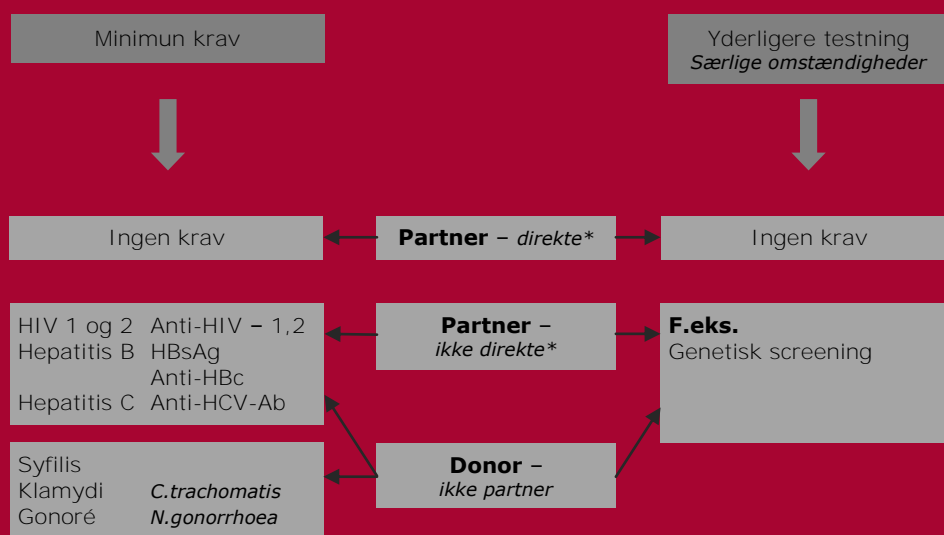 Minimun krav
Yderligere testning
Særlige omstændigheder
Ingen krav
Partner – direkte*
Ingen krav
HIV 1 og 2 Anti-HIV – 1,2
Hepatitis B HBsAg
Anti-HBc
Hepatitis C Anti-HCV-Ab
Partner –
ikke direkte*
F.eks.
Genetisk screening
Syfilis
Klamydi C.trachomatis
Gonoré N.gonorrhoea
Donor –
ikke partner